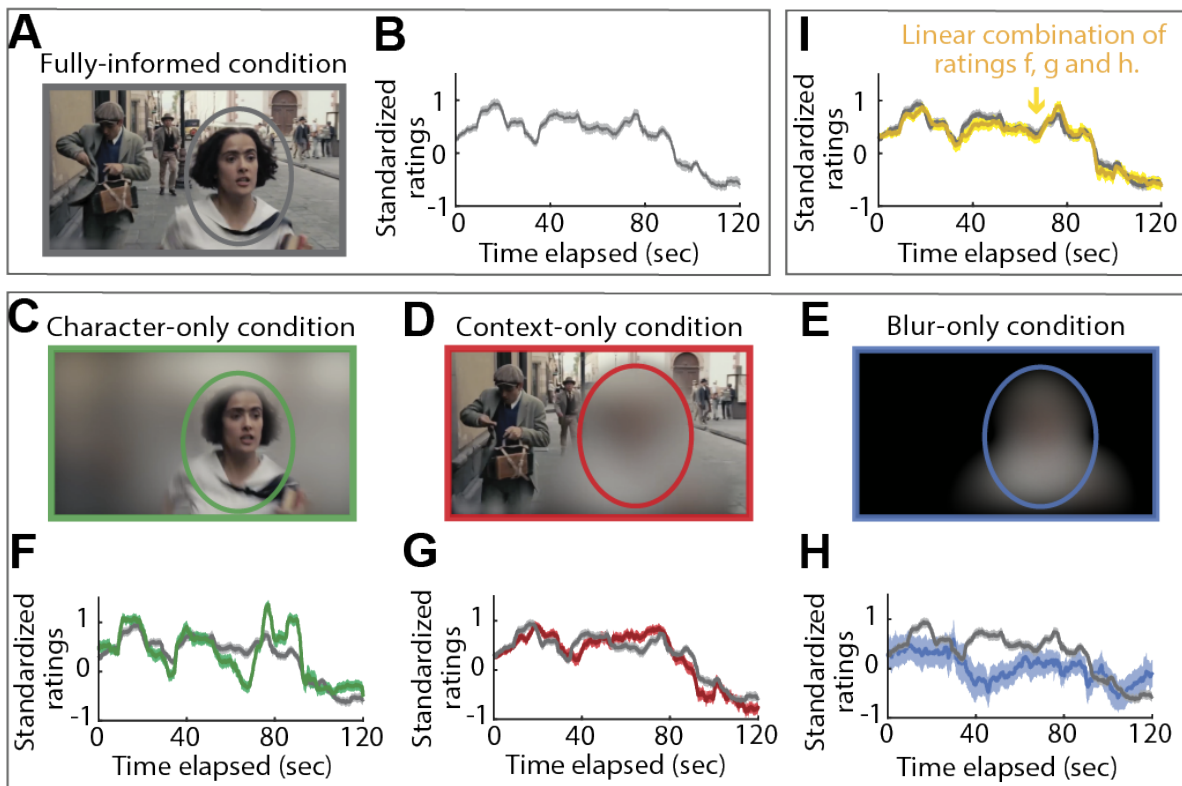 A
Fully-informed condition
B
Standardized
ratings
1
0
-1
0
40
80
120
Time elapsed (sec)
I
Linear combination of
ratings f, g and h.
Standardized
ratings
1
0
-1
0
40
80
120
Time elapsed (sec)
C
Character-only condition
D
Context-only condition
E
Blur-only condition
F
Standardized
ratings
1
0
-1
0
40
80
120
Time elapsed (sec)
G
Standardized
ratings
1
0
-1
0
40
80
120
Time elapsed (sec)
H
Standardized
ratings
1
0
-1
0
40
80
120
Time elapsed (sec)